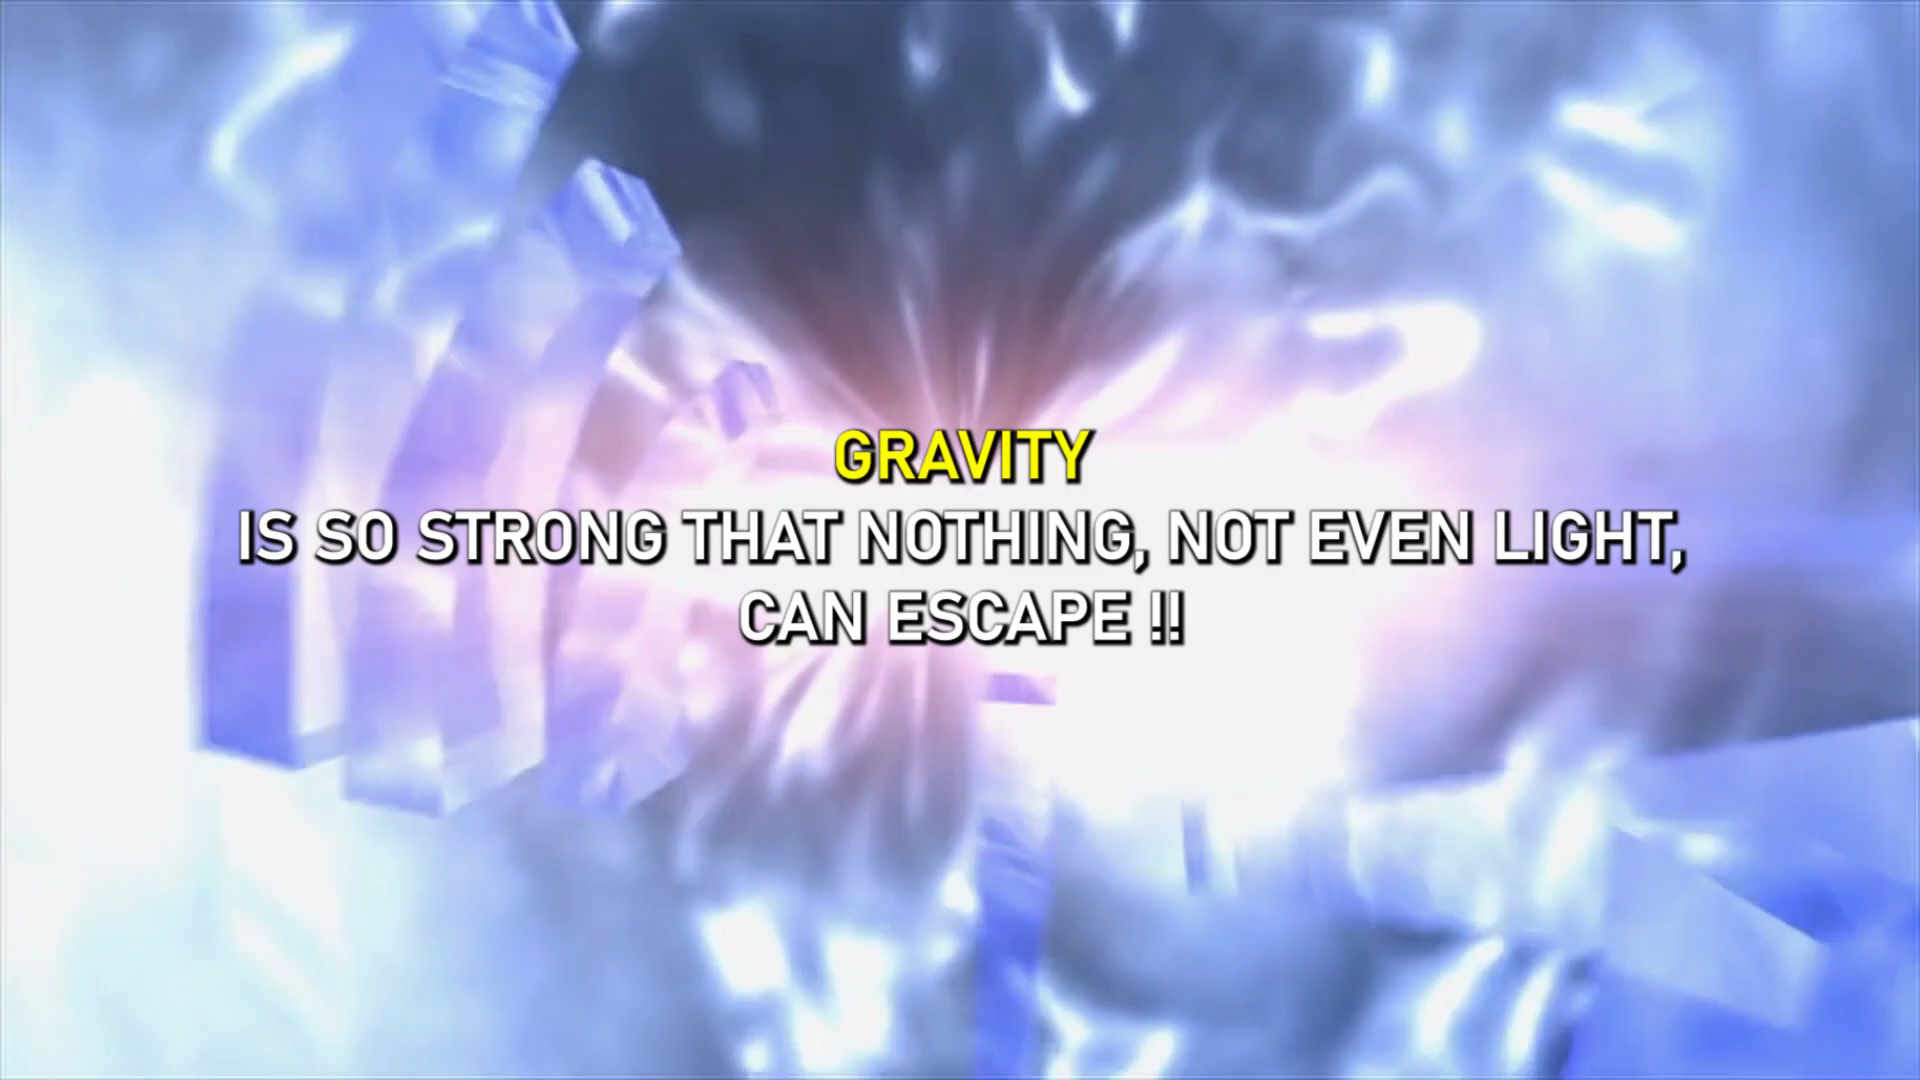 GRAVITY
IS SO STRONG THAT NOTHING, NOT EVEN LIGHT,
CAN ESCAPE !!